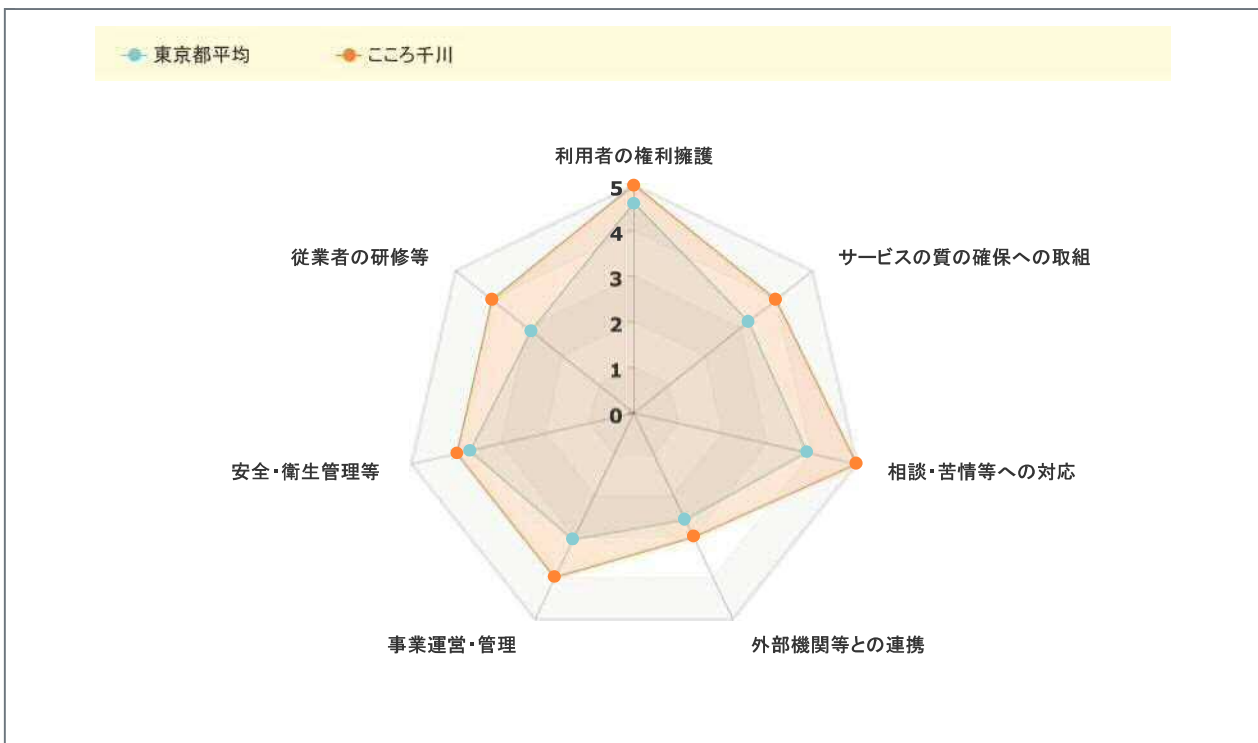 東京都平均
こころ千川
利用者の権利擁護
サービスの質の確保への取組
相談・苦情等への対応
外部機関等との連携
事業運営・管理
安全・衛生管理等
従業者の研修等
5
4
3
2
1
0